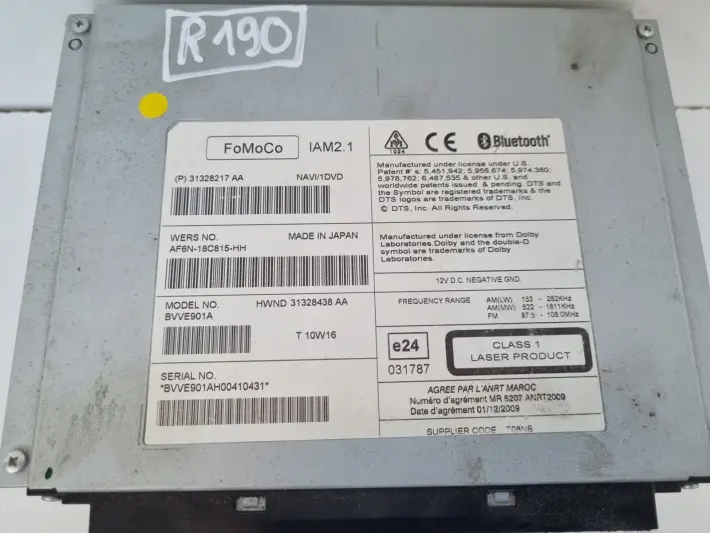 R190
FoMoCo IAM2.1
(P) 31328217 AA NAVI/1DVD
WERS NO. MADE IN JAPAN
AF6N-18C815-HH
MODEL NO. HWND 31328438 AA
BVVE901A
T 10W16
SERIAL NO.
*BVVE901AH00410431*
1024
CE
Bluetooth
Manufactured under license under U.S.
Patent #'s: 5,451,942; 5,956,674; 5,974,380;
5,978,762; 6,487,535 & other U.S. and
worldwide patents issued & pending. DTS and
the Symbol are registered trademarks & the
DTS logos are trademarks of DTS, Inc.
© DTS, Inc. All Rights Reserved.
Manufactured under license from Dolby
Laboratories.Dolby and the double-D
symbol are trademarks of Dolby
Laboratories.
12V D.C. NEGATIVE GND.
FREQUENCY RANGE AM(LW) 153 - 282KHz
AM(MW) 522 - 1611KHz
FM 87.5 - 108.0MHz
e24
031787
CLASS 1
LASER PRODUCT
AGREE PAR L'ANRT MAROC
Numéro d'agrément MR 5207 ANRT2009
Date d'agrément 01/12/2009
SUPPLIER CODE T08NB